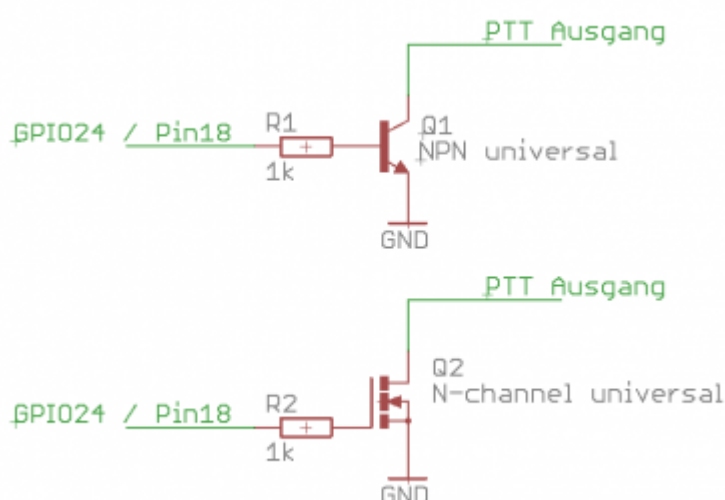 PTT Ausgang
GPIO24 / Pin18
R1
1k
Q1
NPN universal
GND
PTT Ausgang
GPIO24 / Pin18
R2
1k
Q2
N-channel universal
GND